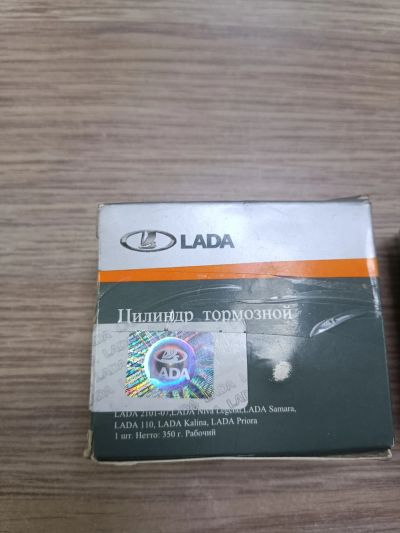 LADA
Цилиндр тормозной
LADA
LADA 2101-07,LADA Niva Legend,LADA Samara,
LADA 110, LADA Kalina, LADA Priora
1 шт. Нетто: 350 г. Рабочий